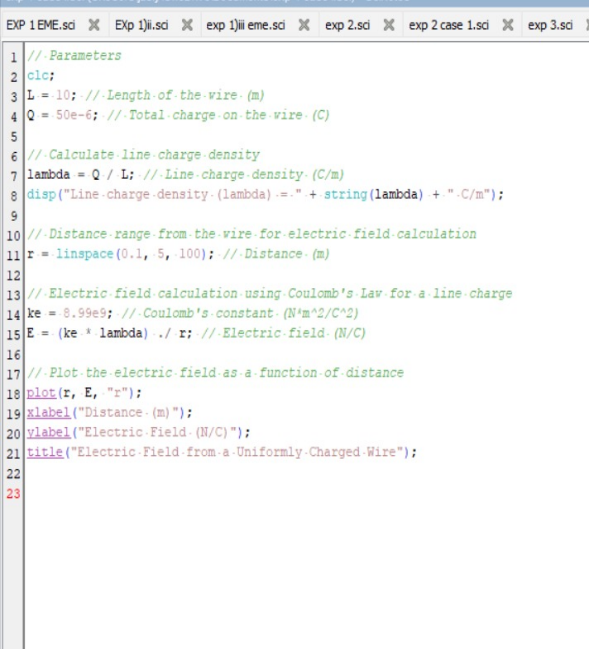 EXP 1 EME.sci EXp 1)ii.sci exp 1)iii eme.sci exp 2.sci exp 2 case 1.sci exp 3.sci
1 // Parameters
2 clc;
3 L = 10; // Length of the wire (m)
4 Q = 50e-6; // Total charge on the wire (C)
5
6 // Calculate line charge density
7 lambda = Q / L; // Line charge density (C/m)
8 disp("Line charge density (lambda) = " + string(lambda) + " C/m");
9
10 // Distance range from the wire for electric field calculation
11 r = linspace(0.1, 5, 100); // Distance (m)
12
13 // Electric field calculation using Coulomb's Law for a line charge
14 ke = 8.99e9; // Coulomb's constant (N*m^2/C^2)
15 E = (ke * lambda) ./ r; // Electric field (N/C)
16
17 // Plot the electric field as a function of distance
18 plot(r, E, "r");
19 xlabel("Distance (m)");
20 ylabel("Electric Field (N/C)");
21 title("Electric Field from a Uniformly Charged Wire");
22
23